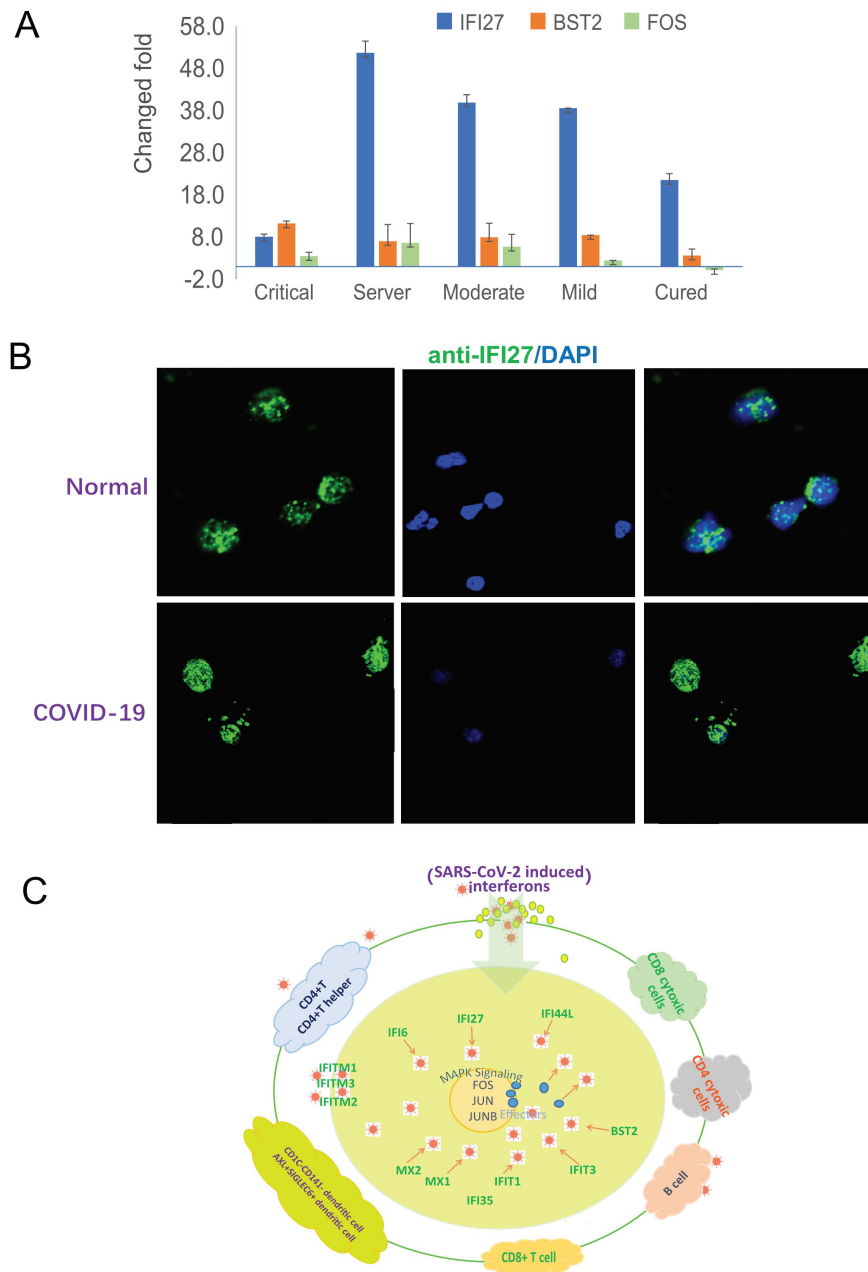 A
Changed fold
58.0
48.0
38.0
28.0
18.0
8.0
-2.0
IFI27
BST2
FOS
Critical
Server
Moderate
Mild
Cured
B
anti-IFI27/DAPI
Normal
COVID-19
C
(SARS-CoV-2 induced)
interferons
CD4+T
CD4+T helper
CD8 cytoxic
cells
CD4 cytoxic
cells
B cell
CD8+ T cell
CD1C-CD141- dendritic cell
AXL+SIGLEC6+ dendritic
cell
IFITM1
IFITM3
IFITM2
IFI6
IFI27
IFI44L
MAPK Signaling
FOS
JUN
JUNB
Effectors
BST2
MX2
MX1
IFIT1
IFIT3
IFI35